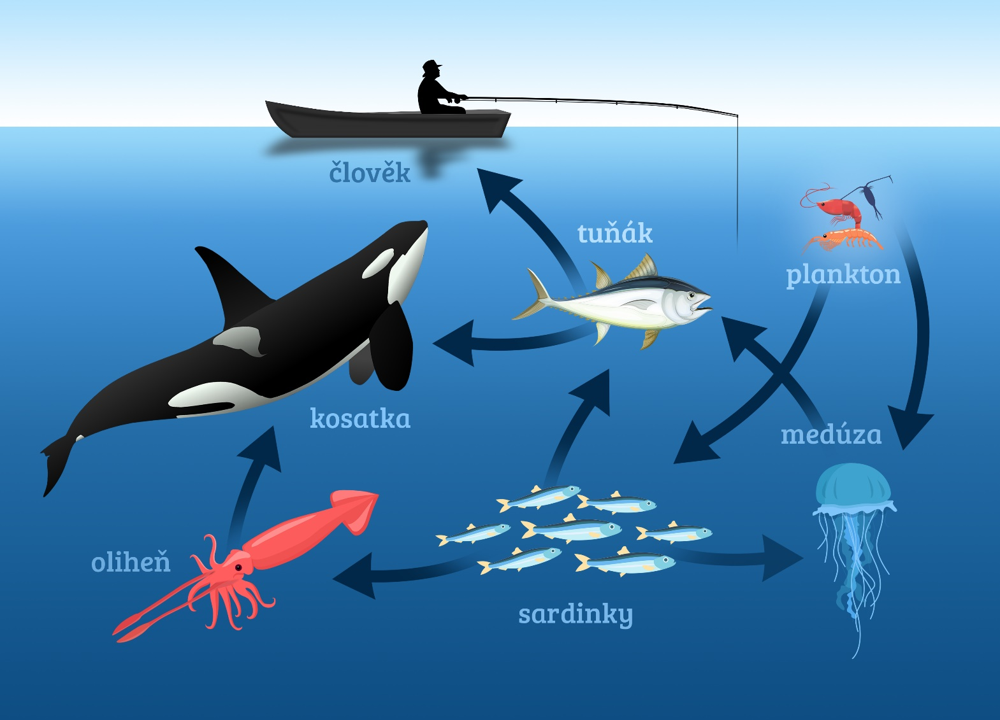 člověk
tuňák
plankton
kosatka
medúza
oliheň
sardinky